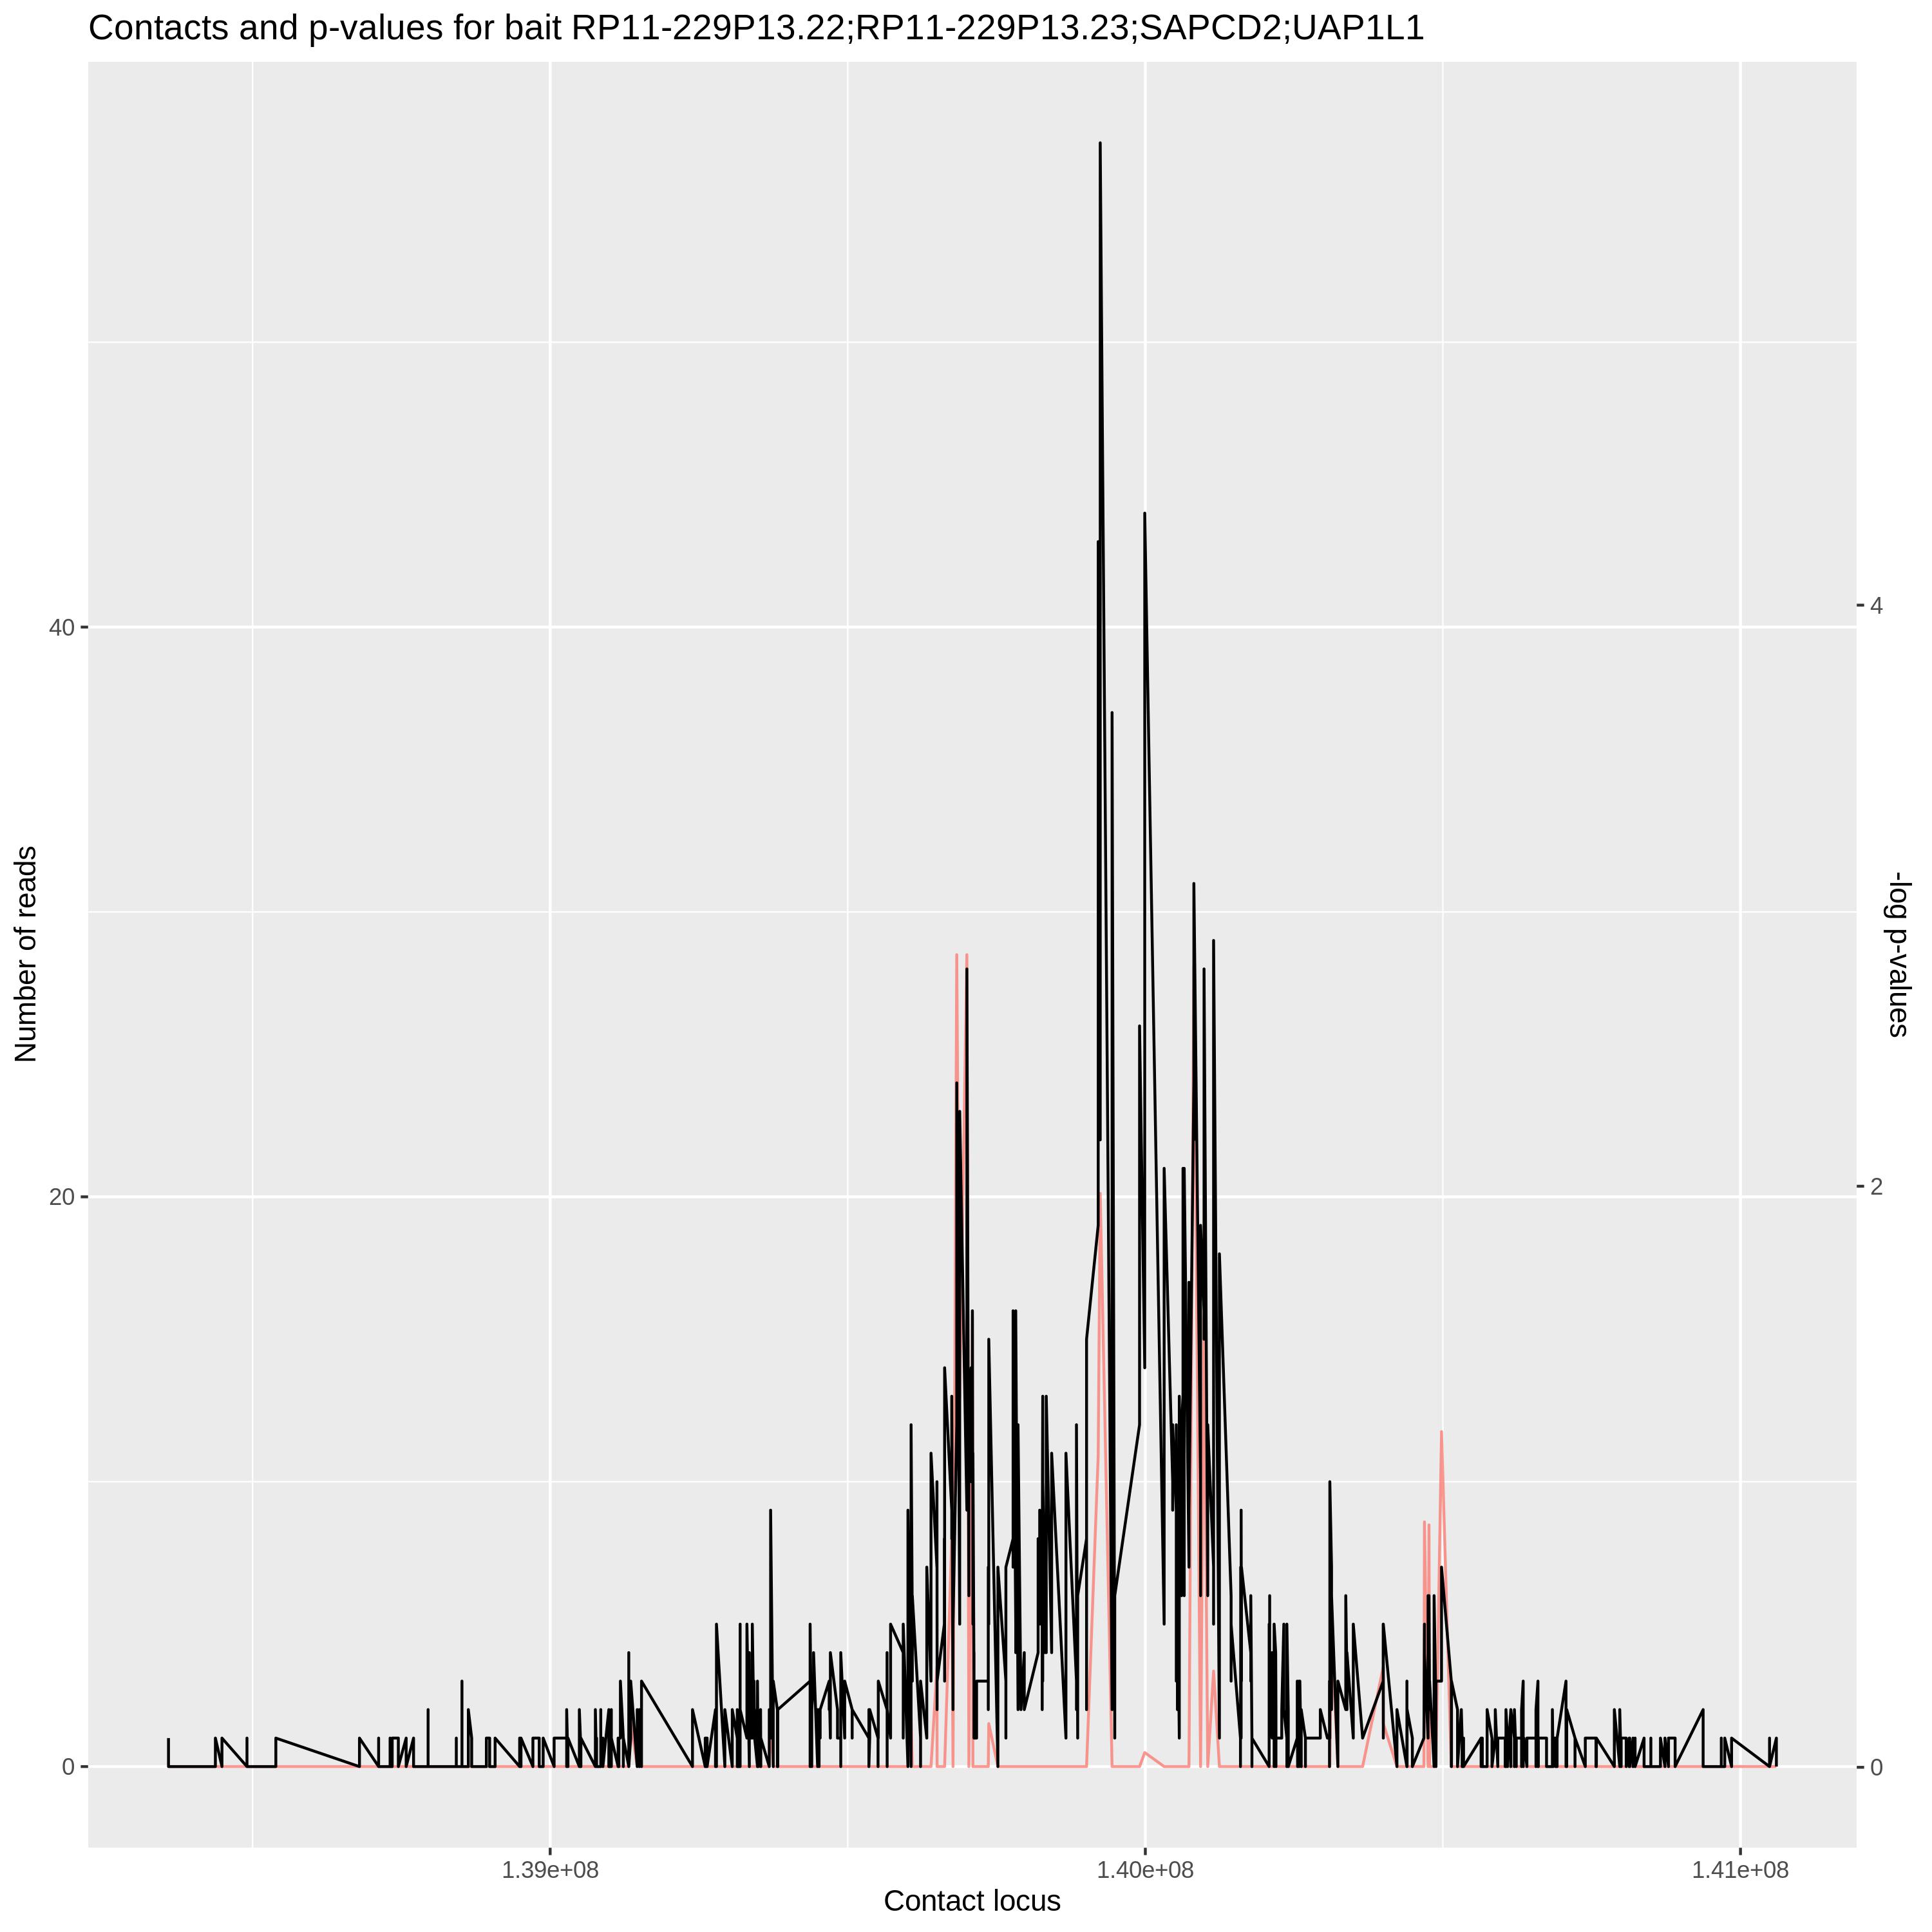 Contacts and p-values for bait RP11-229P13.22;RP11-229P13.23;SAPCD2;UAP1L1
Number of reads
40
20
0
-log p-values
4
2
0
1.39e+08
1.40e+08
1.41e+08
Contact locus